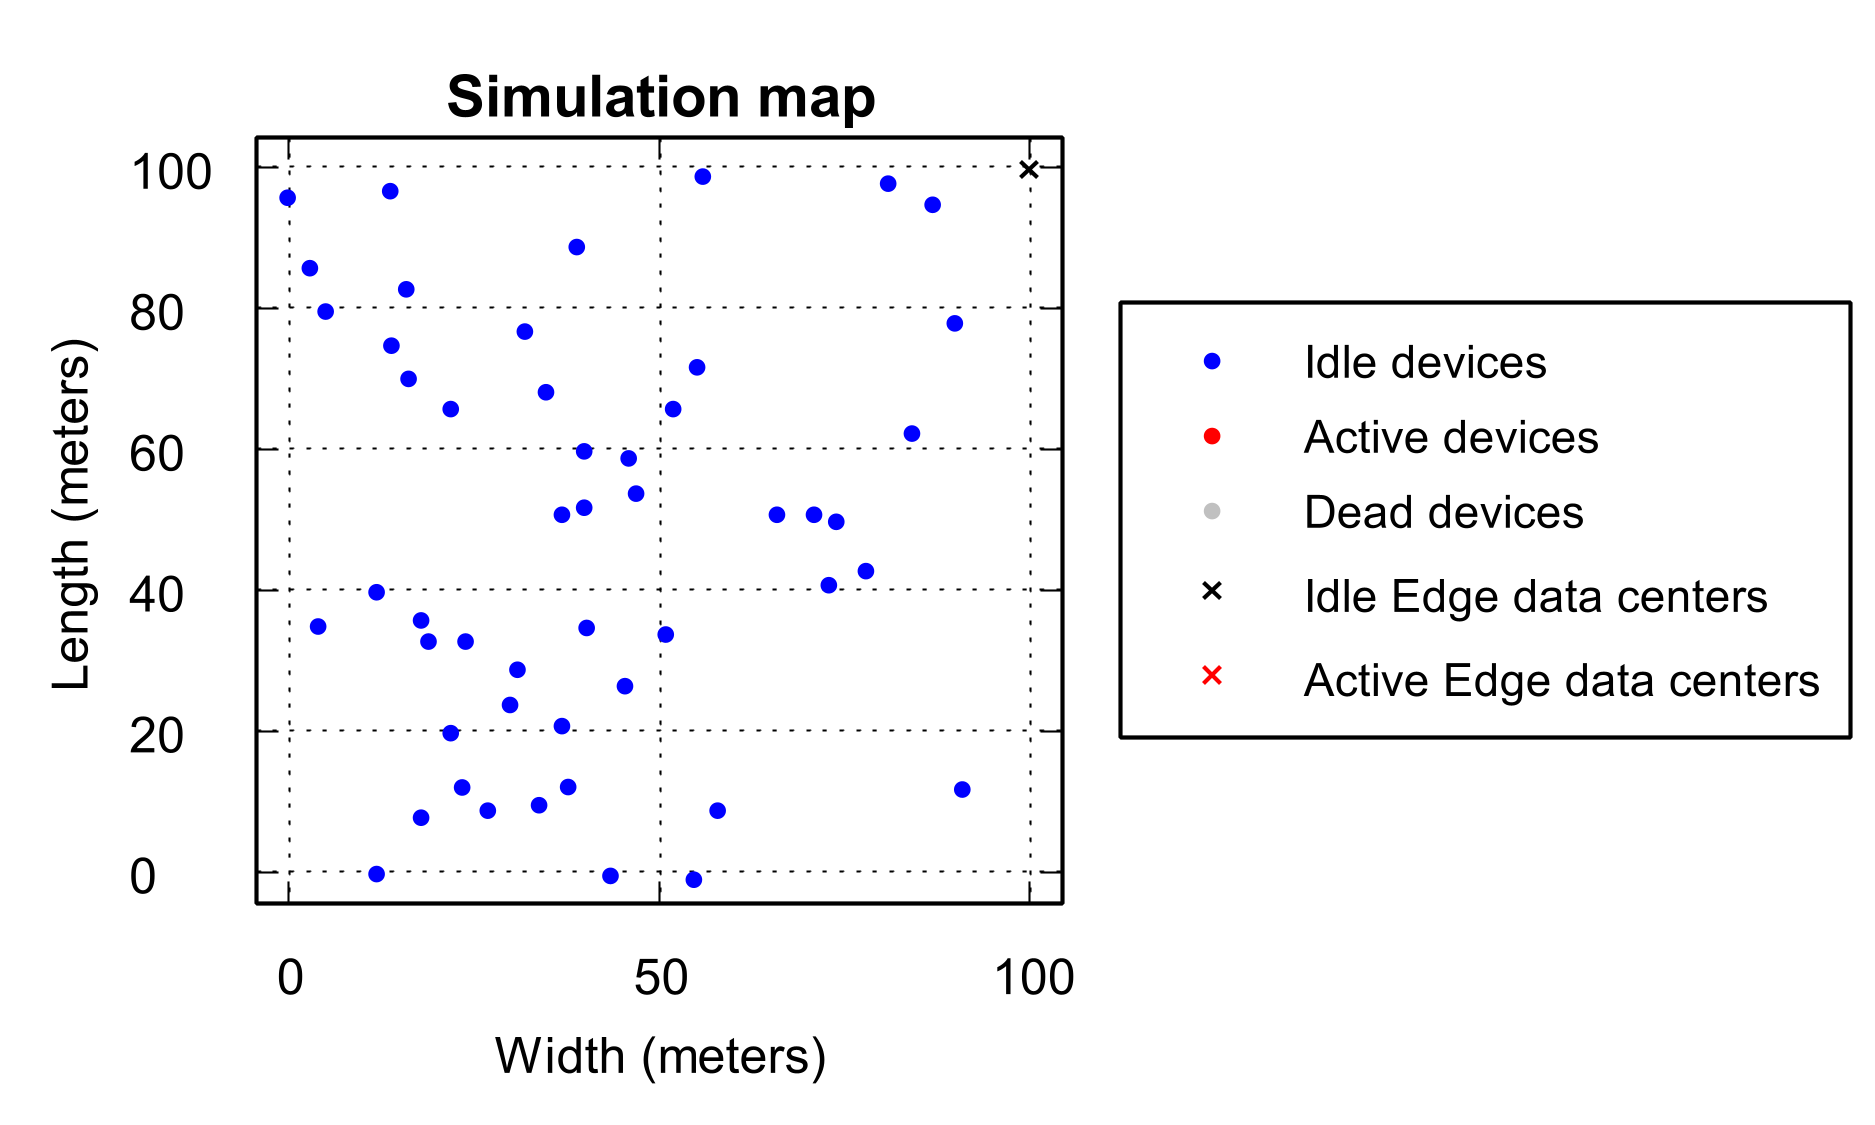 Simulation map
100
80
60
40
20
0
Length (meters)
0 50 100
Width (meters)
Idle devices
Active devices
Dead devices
Idle Edge data centers
Active Edge data centers